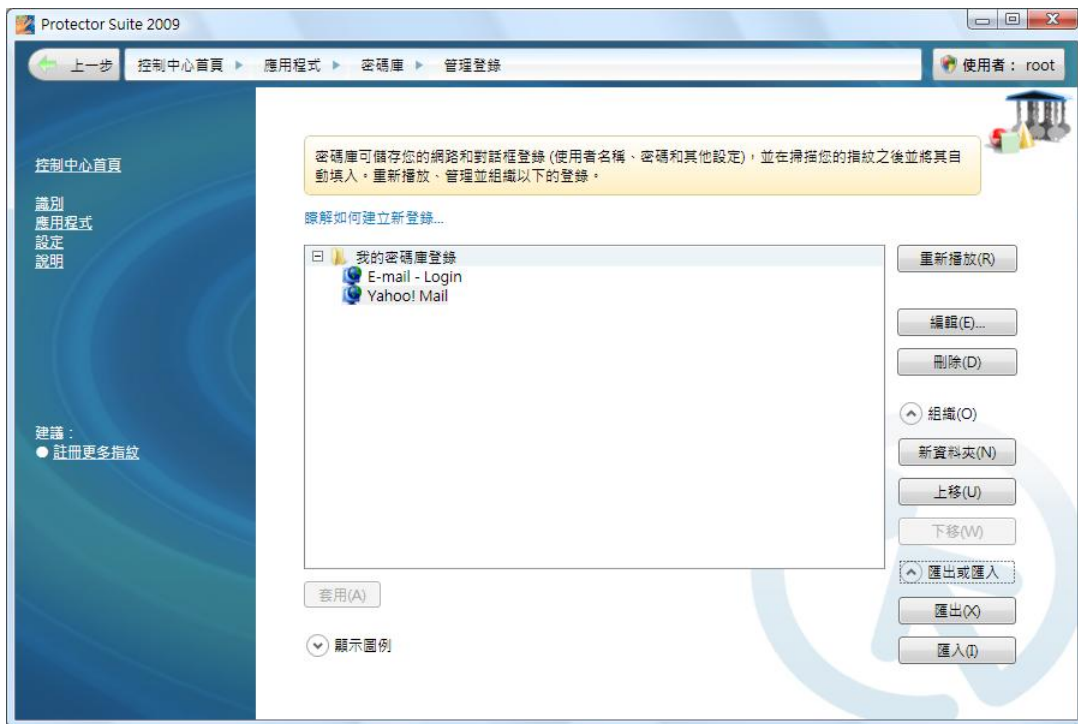 Protector Suite 2009
上一步 控制中心首頁 應用程式 密碼庫 管理登錄 使用者： root
控制中心首頁
識別
應用程式
設定
說明
建議：
註冊更多指紋
密碼庫可儲存您的網路和對話框登錄 (使用者名稱、密碼和其他設定)，並在掃描您的指紋之後並將其自
動填入。重新播放、管理並組織以下的登錄。
瞭解如何建立新登錄...
我的密碼庫登錄
E-mail - Login
Yahoo! Mail
套用(A)
顯示圖例
重新播放(R)
編輯(E)...
刪除(D)
組織(O)
新資料夾(N)
上移(U)
下移(W)
匯出或匯入
匯出(X)
匯入(I)